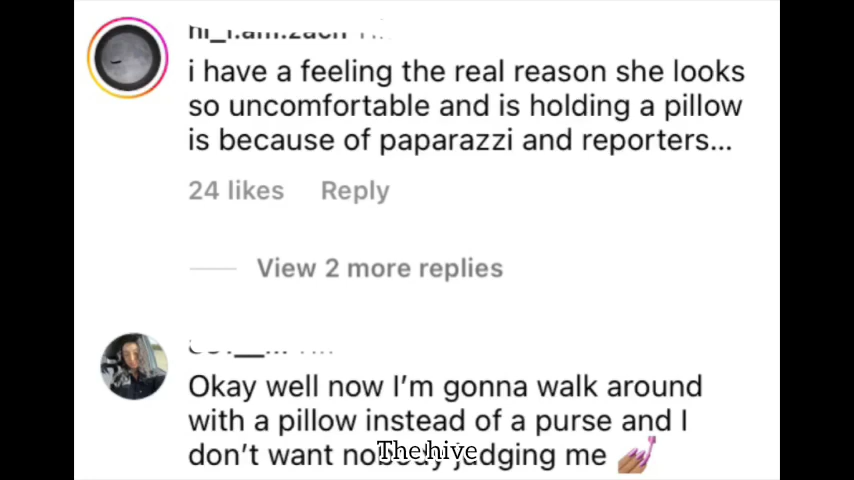 i have a feeling the real reason she looks
so uncomfortable and is holding a pillow
is because of paparazzi and reporters...
24 likes Reply
View 2 more replies
Okay well now I'm gonna walk around
with a pillow instead of a purse and I
don't want nobody judging me 💅🏽
The hive